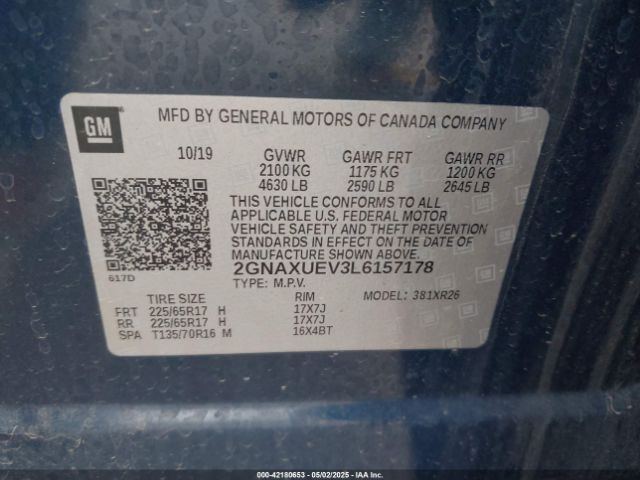 GM
MFD BY GENERAL MOTORS OF CANADA COMPANY
10/19 GVWR GAWR FRT GAWR RR
2100 KG 1175 KG 1200 KG
4630 LB 2590 LB 2645 LB
THIS VEHICLE CONFORMS TO ALL
APPLICABLE U.S. FEDERAL MOTOR
VEHICLE SAFETY AND THEFT PREVENTION
STANDARDS IN EFFECT ON THE DATE OF
MANUFACTURE SHOWN ABOVE.
617D
2GNAXUEV3L6157178
TYPE: M.P.V. MODEL: 381XR26
TIRE SIZE RIM
FRT 225/65R17 H 17X7J
RR 225/65R17 H 17X7J
SPA T135/70R16 M 16X4BT
000-42180653 - 05/02/2025 - Copart, Inc. IAA